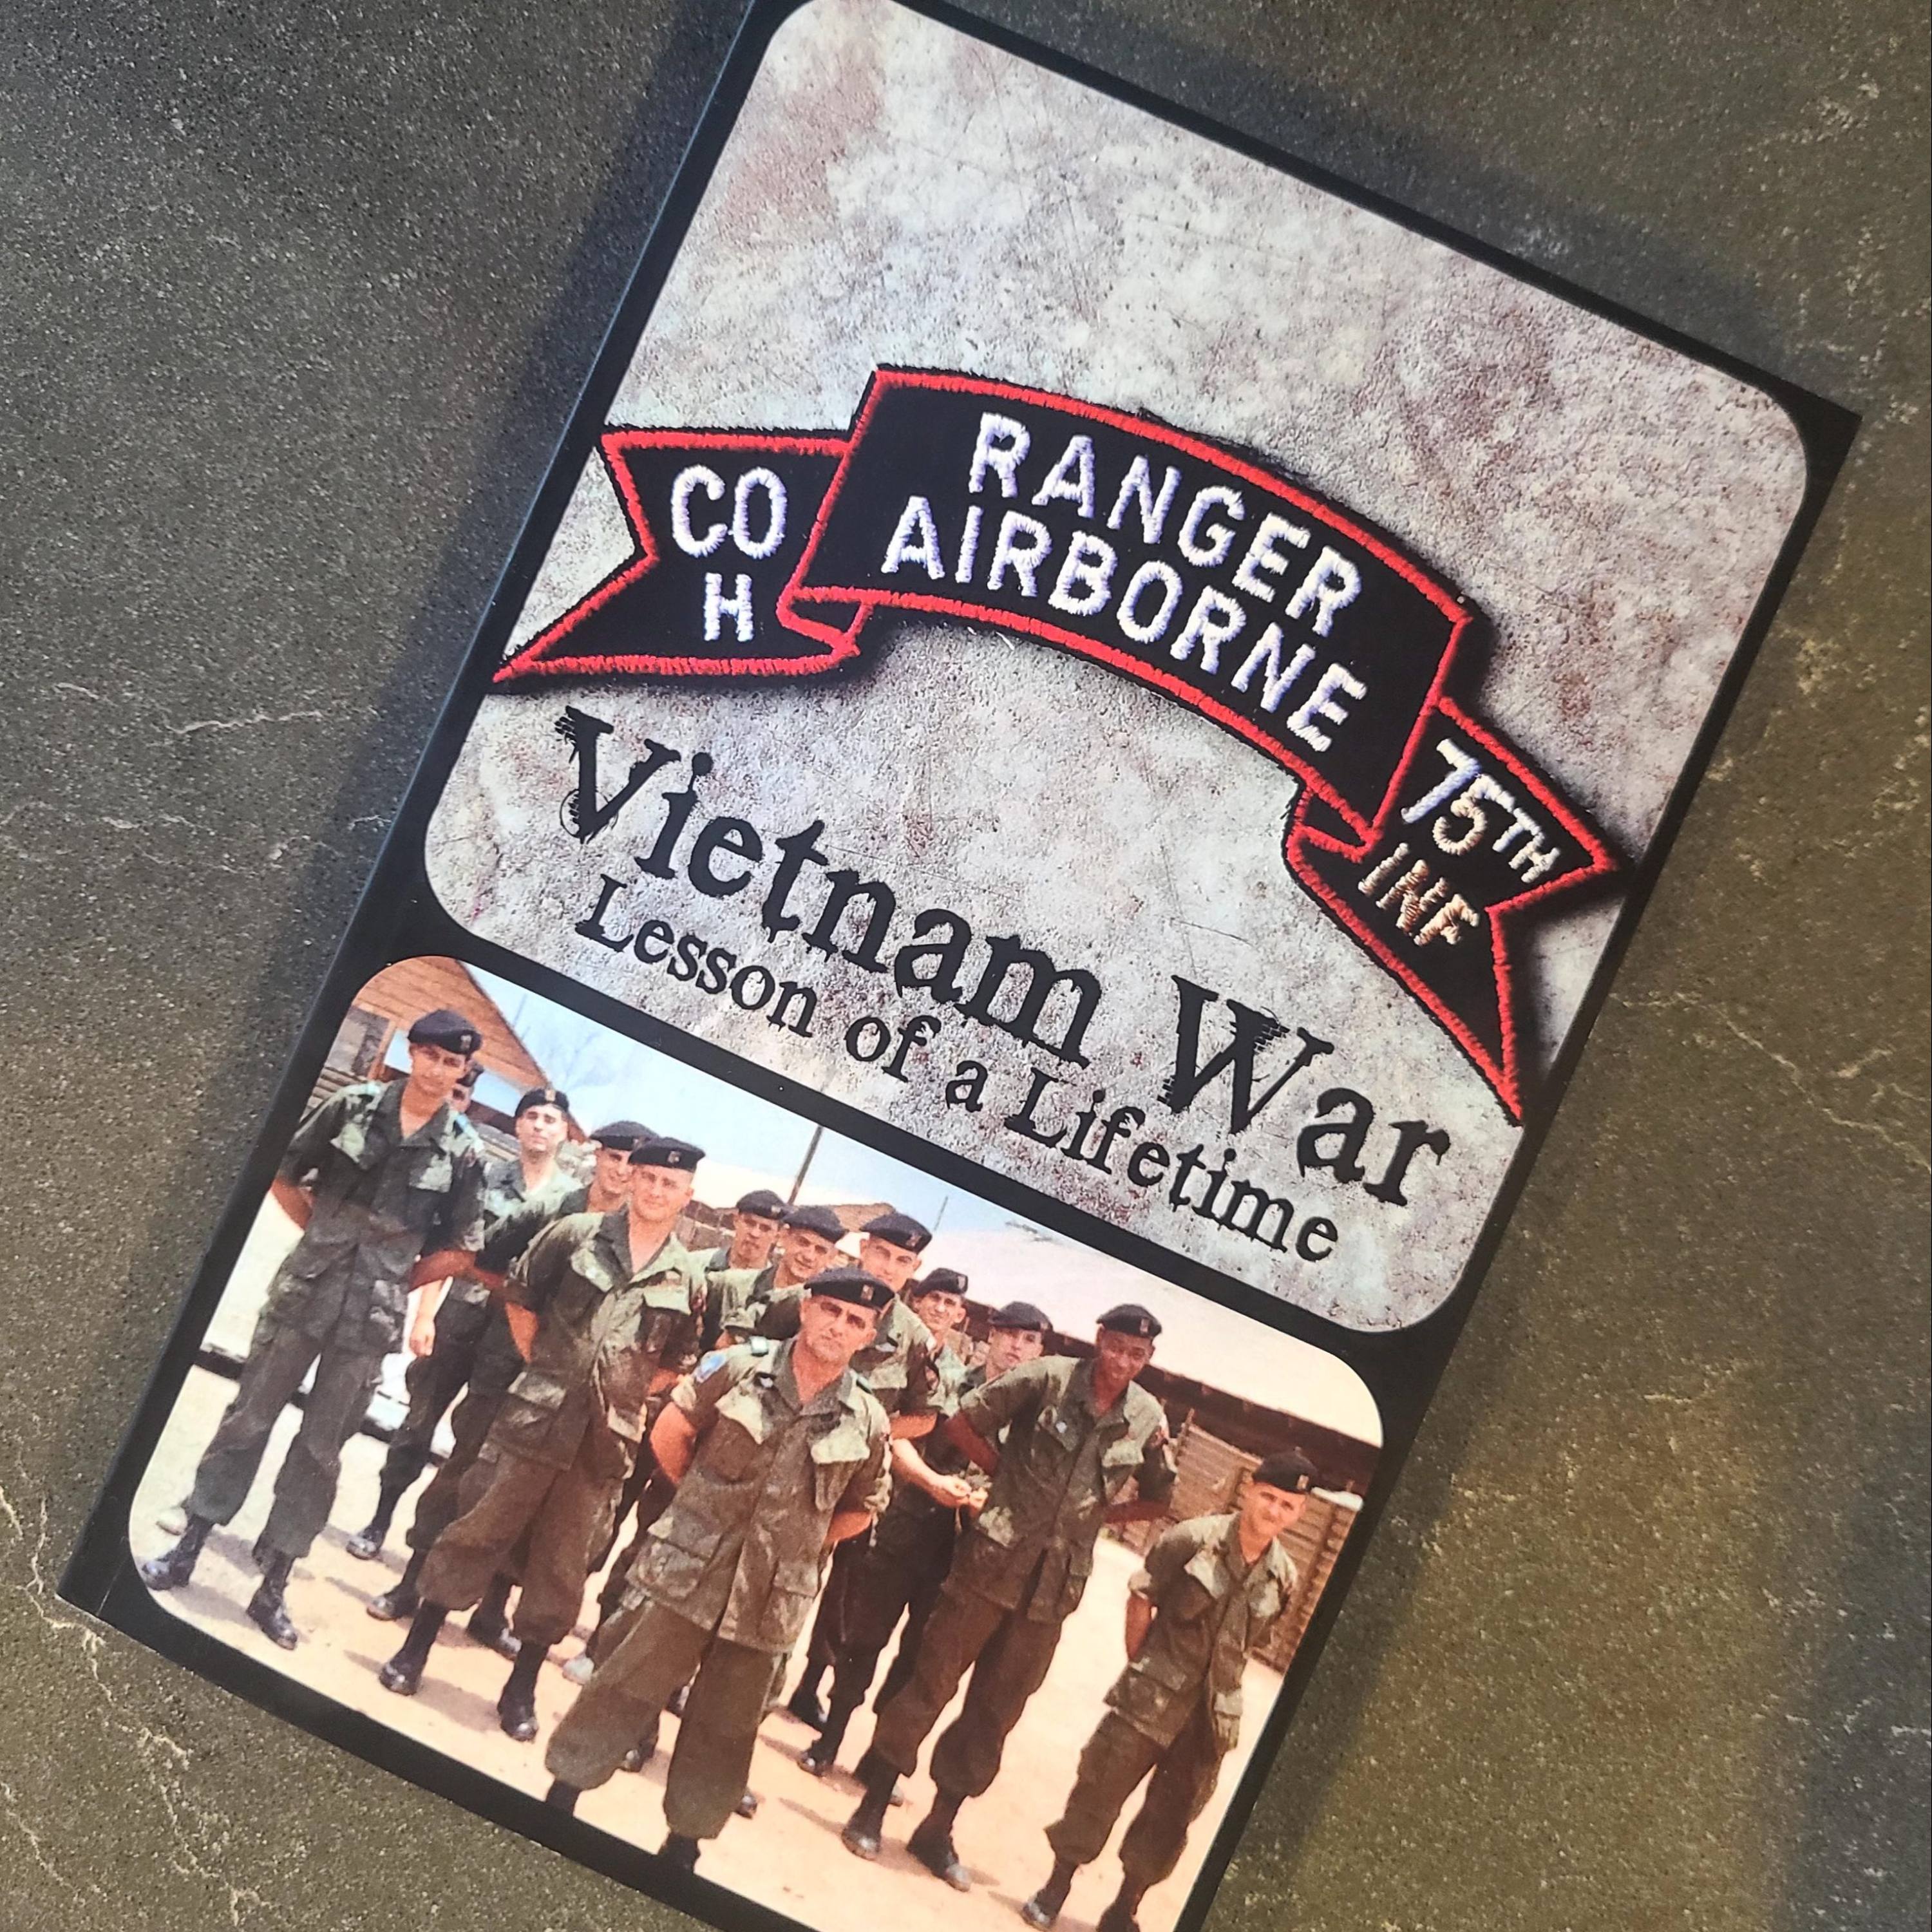 CO
H
RANGER
AIRBORNE
75TH
INF
Vietnam War
Lesson of a Lifetime